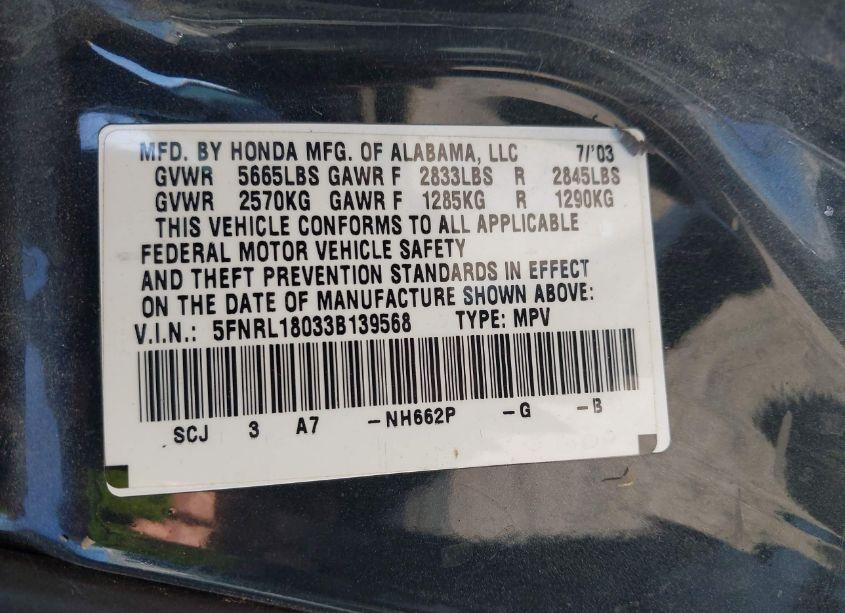 MFD. BY HONDA MFG. OF ALABAMA, LLC 7/'03
GVWR 5665LBS GAWR F 2833LBS R 2845LBS
GVWR 2570KG GAWR F 1285KG R 1290KG
THIS VEHICLE CONFORMS TO ALL APPLICABLE
FEDERAL MOTOR VEHICLE SAFETY
AND THEFT PREVENTION STANDARDS IN EFFECT
ON THE DATE OF MANUFACTURE SHOWN ABOVE:
V.I.N.: 5FNRL18033B139568 TYPE: MPV
SCJ 3 A7 -NH662P -G -B